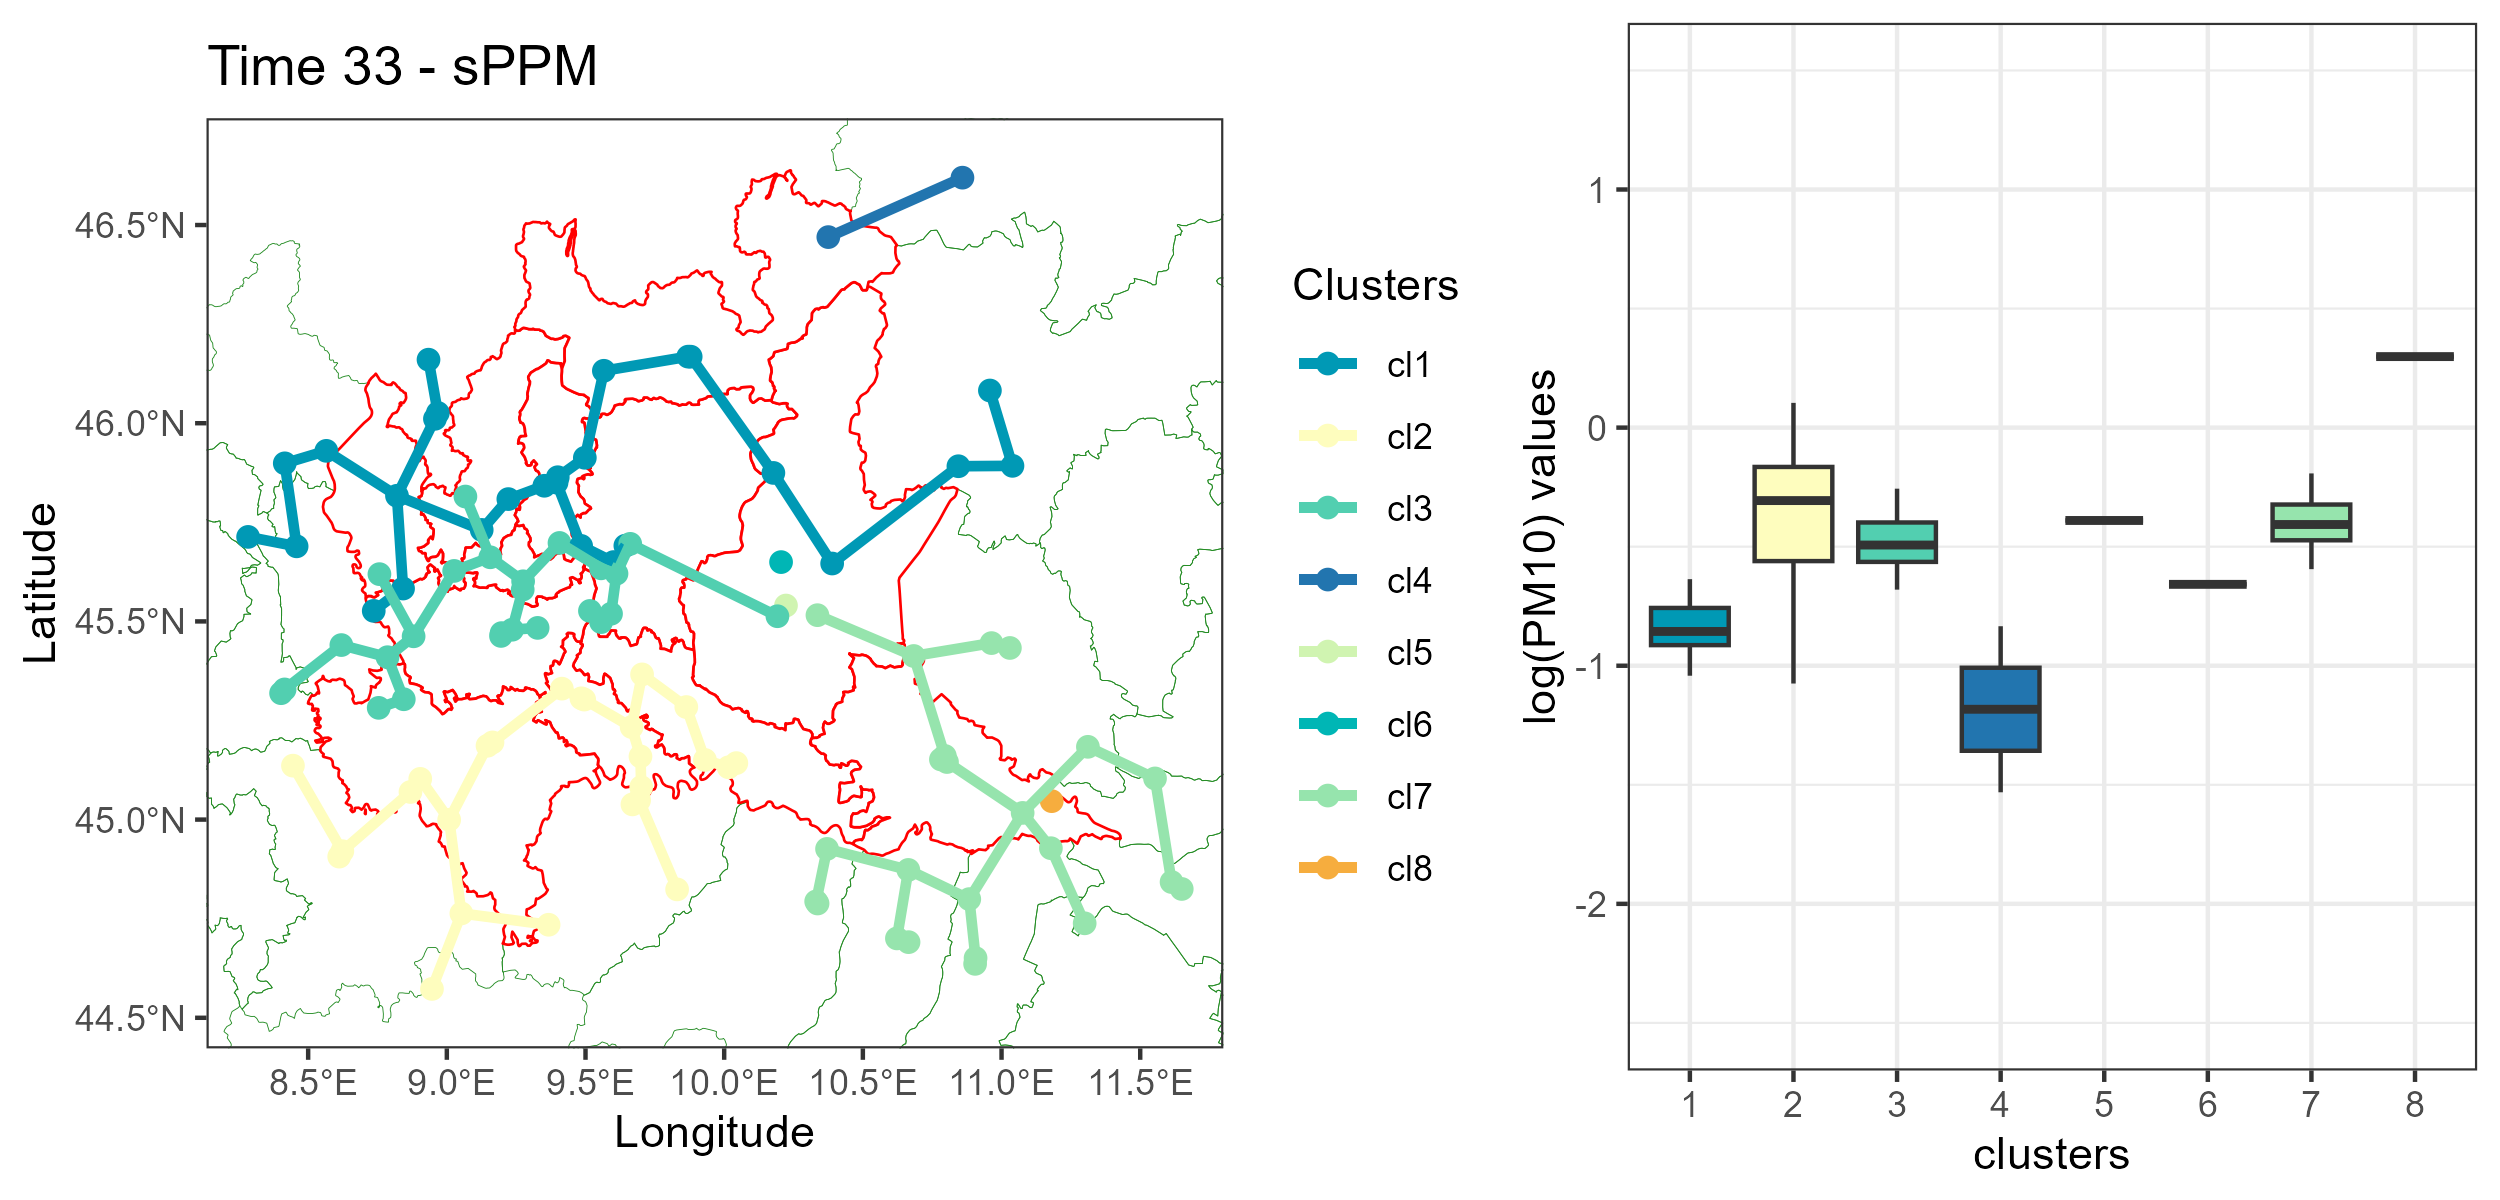 Time 33 - sPPM
Latitude
46.5°N
46.0°N
45.5°N
45.0°N
44.5°N
8.5°E 9.0°E 9.5°E 10.0°E 10.5°E 11.0°E 11.5°E
Longitude
Clusters
cl1
cl2
cl3
cl4
cl5
cl6
cl7
cl8
log(PM10) values
1
0
-1
-2
1 2 3 4 5 6 7 8
clusters